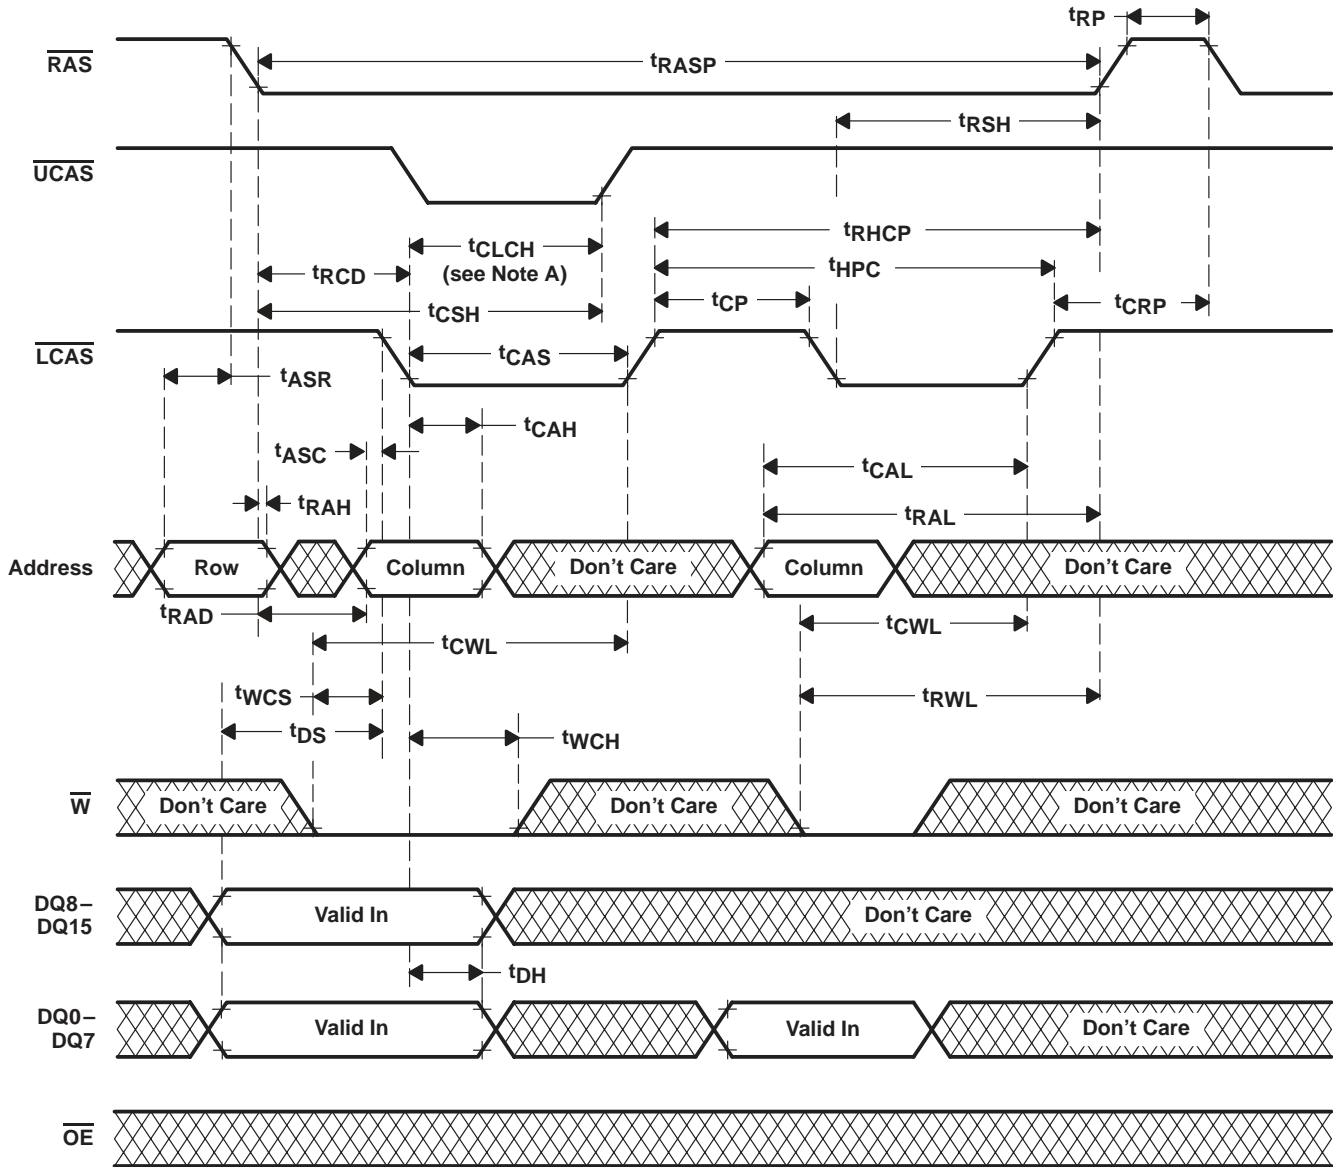 tRP
RAS
tRASP
tRSH
UCAS
tRHCP
tCLCH
(see Note A)
tRCD
tHPC
tCP
tCRP
tCSH
LCAS
tCAS
tASR
tCAH
tASC
tCAL
tRAH
tRAL
Address
Row
Column
Don't Care
Column
Don't Care
tRAD
tCWL
tCWL
tWCS
tRWL
tDS
tWCH
W
Don't Care
Don't Care
Don't Care
DQ8–
DQ15
Valid In
Don't Care
tDH
DQ0–
DQ7
Valid In
Valid In
Don't Care
OE